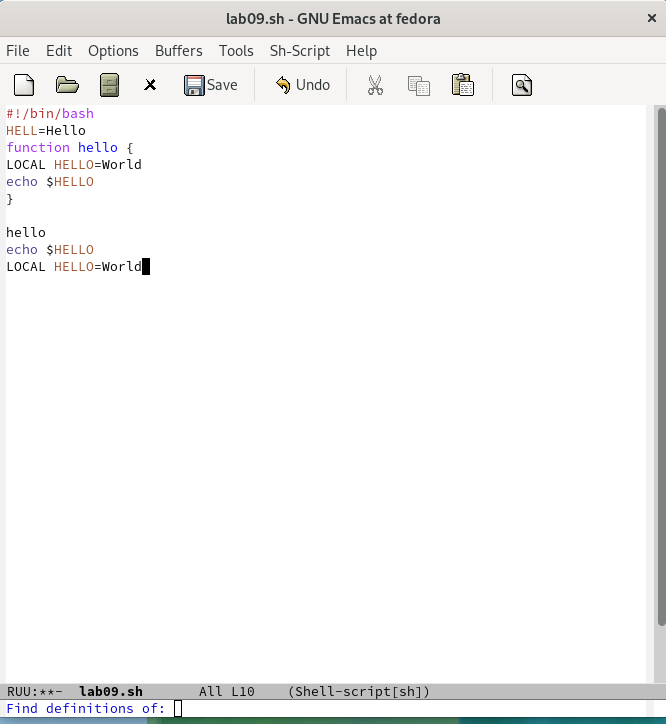 lab09.sh - GNU Emacs at fedora
File Edit Options Buffers Tools Sh-Script Help
Save Undo
#!/bin/bash
HELL=Hello
function hello {
LOCAL HELLO=World
echo $HELLO
}
hello
echo $HELLO
LOCAL HELLO=World
RUU:**- lab09.sh All L10 (Shell-script[sh])
Find definitions of: